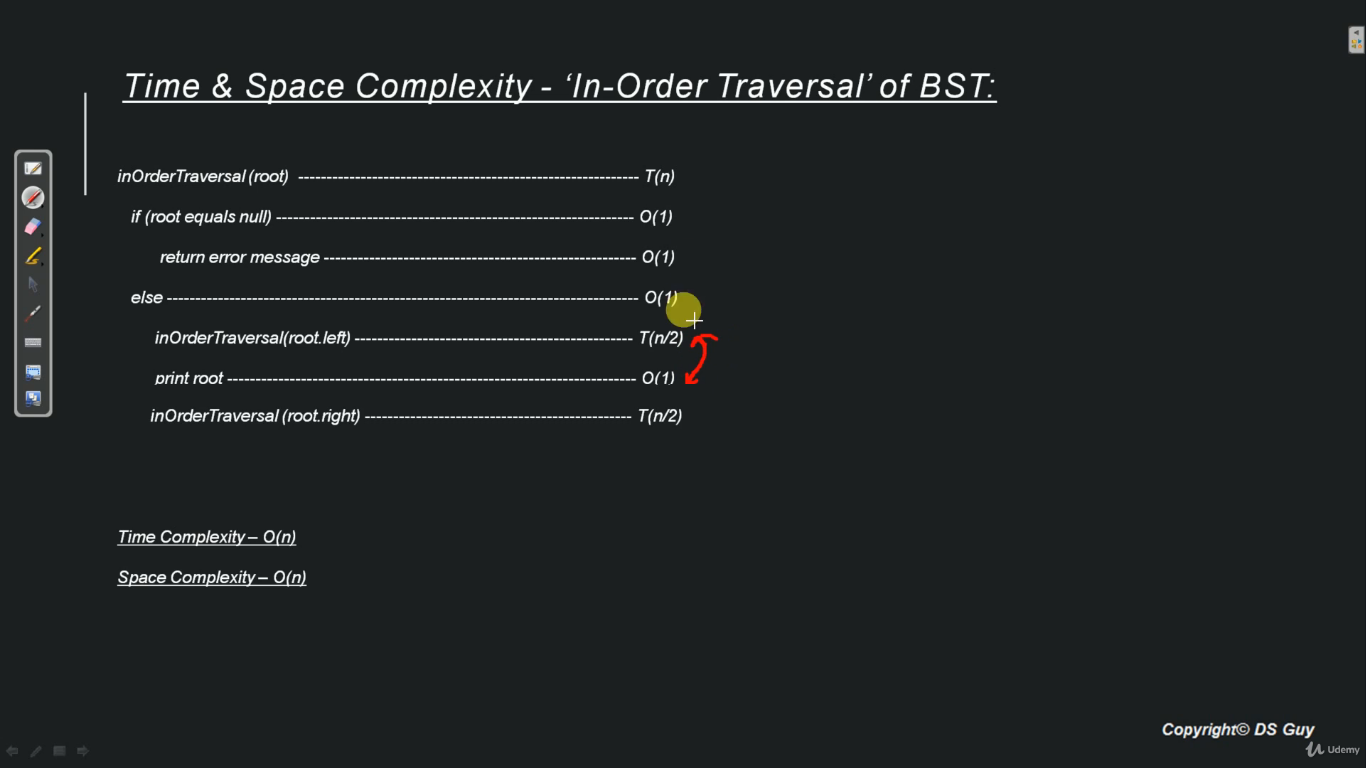 Time & Space Complexity - ‘In-Order Traversal’ of BST:
inOrderTraversal (root) ------------------------------------------------------------ T(n)
if (root equals null) --------------------------------------------------------------- O(1)
return error message ------------------------------------------------------- O(1)
else ----------------------------------------------------------------------------------- O(1)
inOrderTraversal(root.left) ------------------------------------------------- T(n/2)
print root ------------------------------------------------------------------------ O(1)
inOrderTraversal (root.right) ----------------------------------------------- T(n/2)
Time Complexity – O(n)
Space Complexity – O(n)
Copyright© DS Guy
Udemy